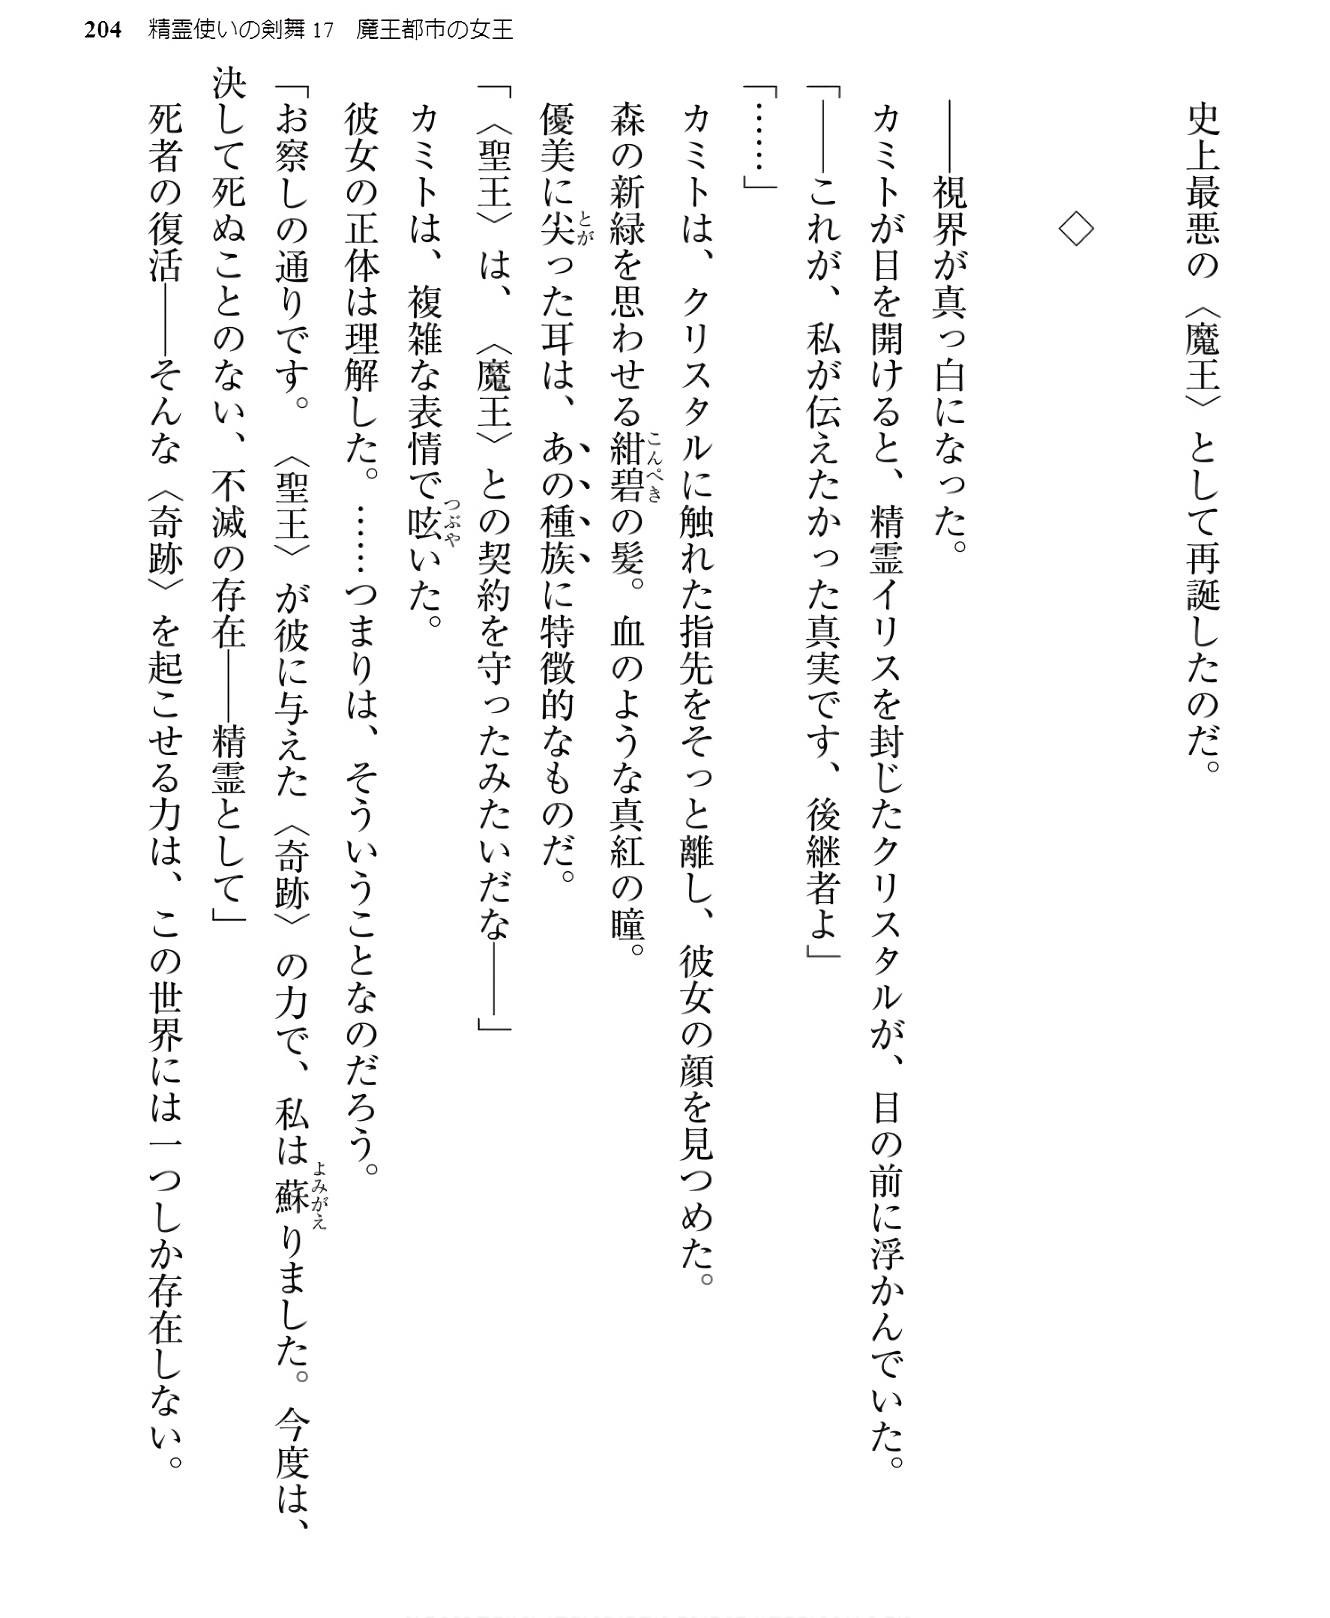 204 精霊使いの剣舞17 魔王都市の女王
史上最悪の〈魔王〉として再誕したのだ。
◇
――視界が真っ白になった。
カミトが目を開けると、精霊イリスを封じたクリスタルが、目の前に浮かんでいた。
「――これが、私が伝えたかった真実です、後継者よ」
「……」
カミトは、クリスタルに触れた指先をそっと離し、彼女の顔を見つめた。
森の新緑を思わせる紺碧の髪。血のような真紅の瞳。
優美に尖った耳は、あの種族に特徴的なものだ。
「〈聖王〉は、〈魔王〉との契約を守ったみたいだな――」
カミトは、複雑な表情で呟いた。
彼女の正体は理解した。……つまりは、そういうことなのだろう。
「お察しの通りです。〈聖王〉が彼に与えた〈奇跡〉の力で、私は蘇りました。今度は、
決して死ぬことのない、不滅の存在――精霊として」
死者の復活――そんな〈奇跡〉を起こせる力は、この世界には一つしか存在しない。